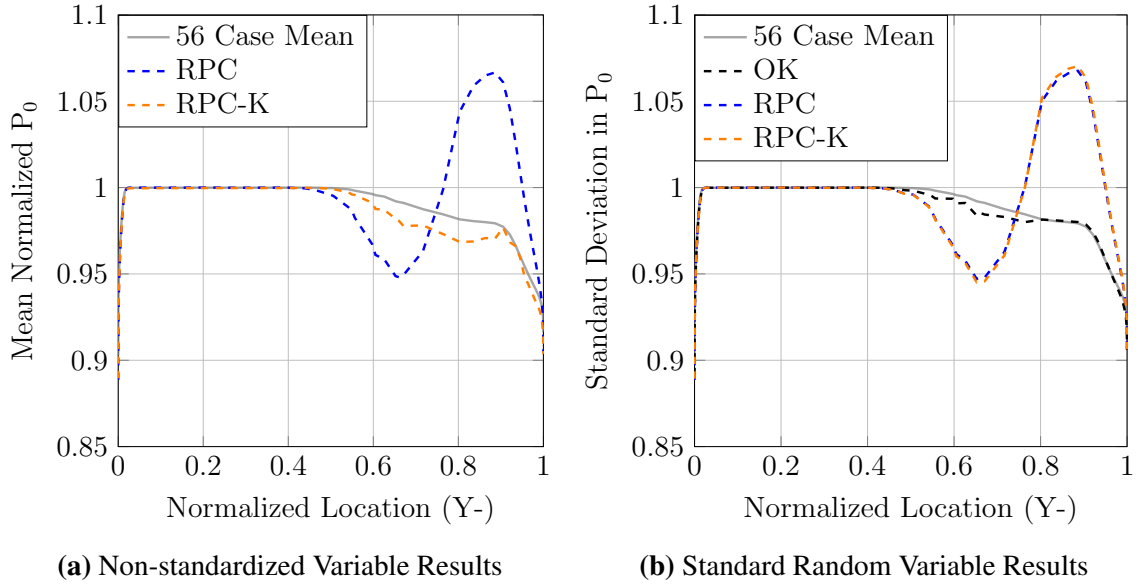 1.1
1.05
1
0.95
0.9
0.85
0
0.2
0.4
0.6
0.8
1
Mean Normalized P₀
Normalized Location (Y-)
56 Case Mean
RPC
RPC-K
(a) Non-standardized Variable Results
1.1
1.05
1
0.95
0.9
0.85
0
0.2
0.4
0.6
0.8
1
Standard Deviation in P₀
Normalized Location (Y-)
56 Case Mean
OK
RPC
RPC-K
(b) Standard Random Variable Results